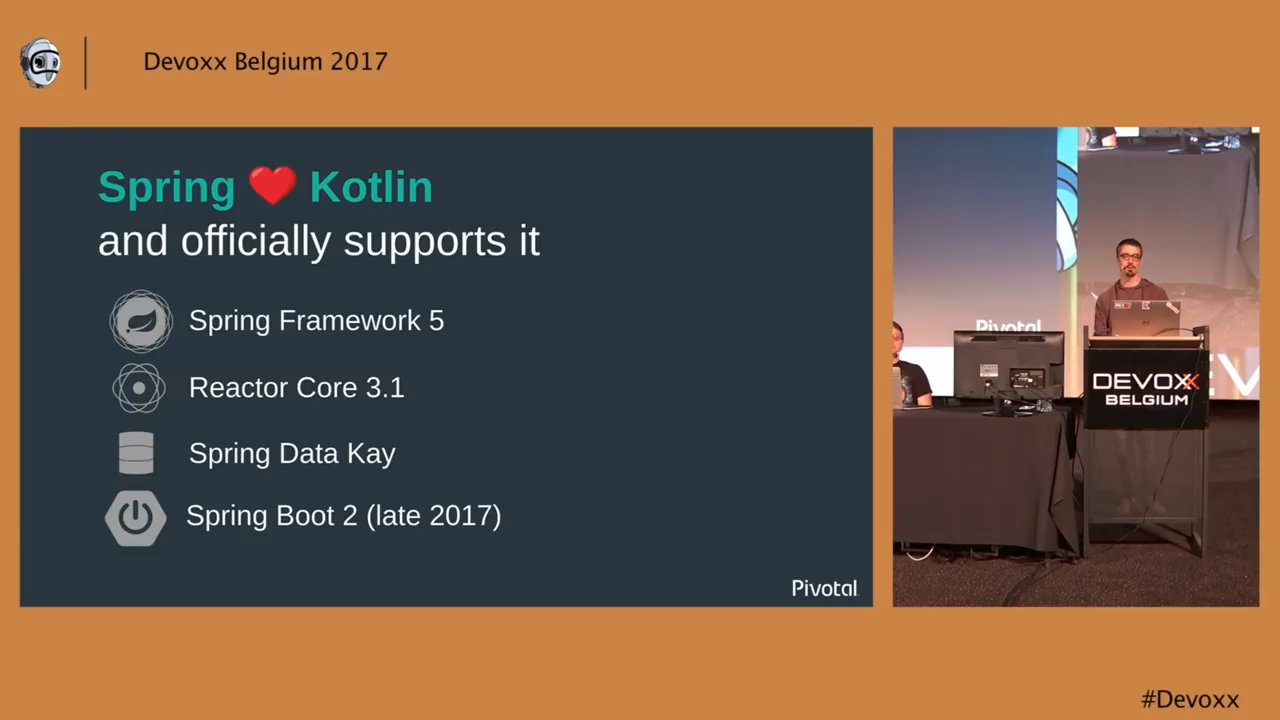 Devoxx Belgium 2017
Spring ❤ Kotlin
and officially supports it
Spring Framework 5
Reactor Core 3.1
Spring Data Kay
Spring Boot 2 (late 2017)
Pivotal
Pivotal
DEVOXX
BELGIUM
#Devoxx